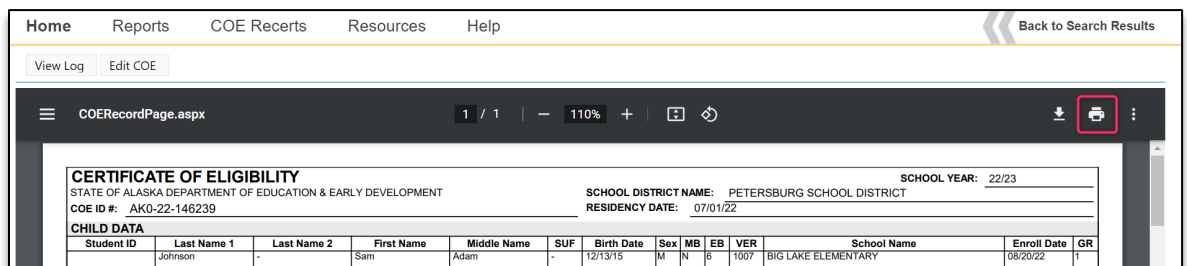 Home Reports COE Recerts Resources Help Back to Search Results
View Log Edit COE
COERecordPage.aspx 1 / 1 | − 110% + |
CERTIFICATE OF ELIGIBILITY SCHOOL YEAR: 22/23
STATE OF ALASKA DEPARTMENT OF EDUCATION & EARLY DEVELOPMENT SCHOOL DISTRICT NAME: PETERSBURG SCHOOL DISTRICT
COE ID #: AK0-22-146239 RESIDENCY DATE: 07/01/22
CHILD DATA
Student ID Last Name 1 Last Name 2 First Name Middle Name SUF Birth Date Sex MB EB VER School Name Enroll Date GR
Johnson - Sam Adam - 12/13/15 M N 6 1007 BIG LAKE ELEMENTARY 08/20/22 1